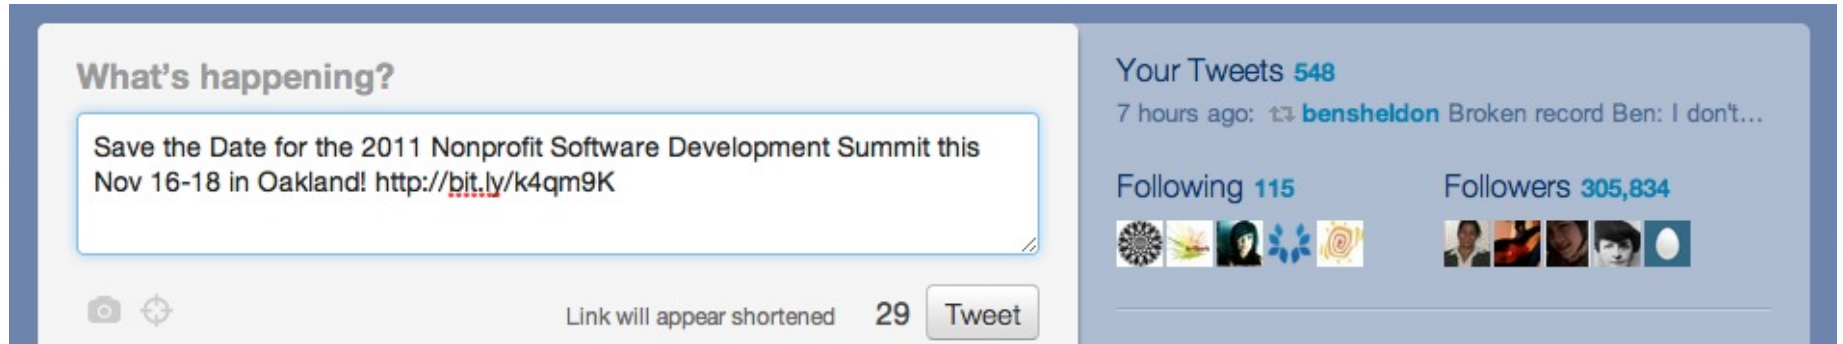 What's happening?
Save the Date for the 2011 Nonprofit Software Development Summit this
Nov 16-18 in Oakland! http://bit.ly/k4qm9K
Link will appear shortened 29 Tweet
Your Tweets 548
7 hours ago: bensheldon Broken record Ben: I don't...
Following 115
Followers 305,834